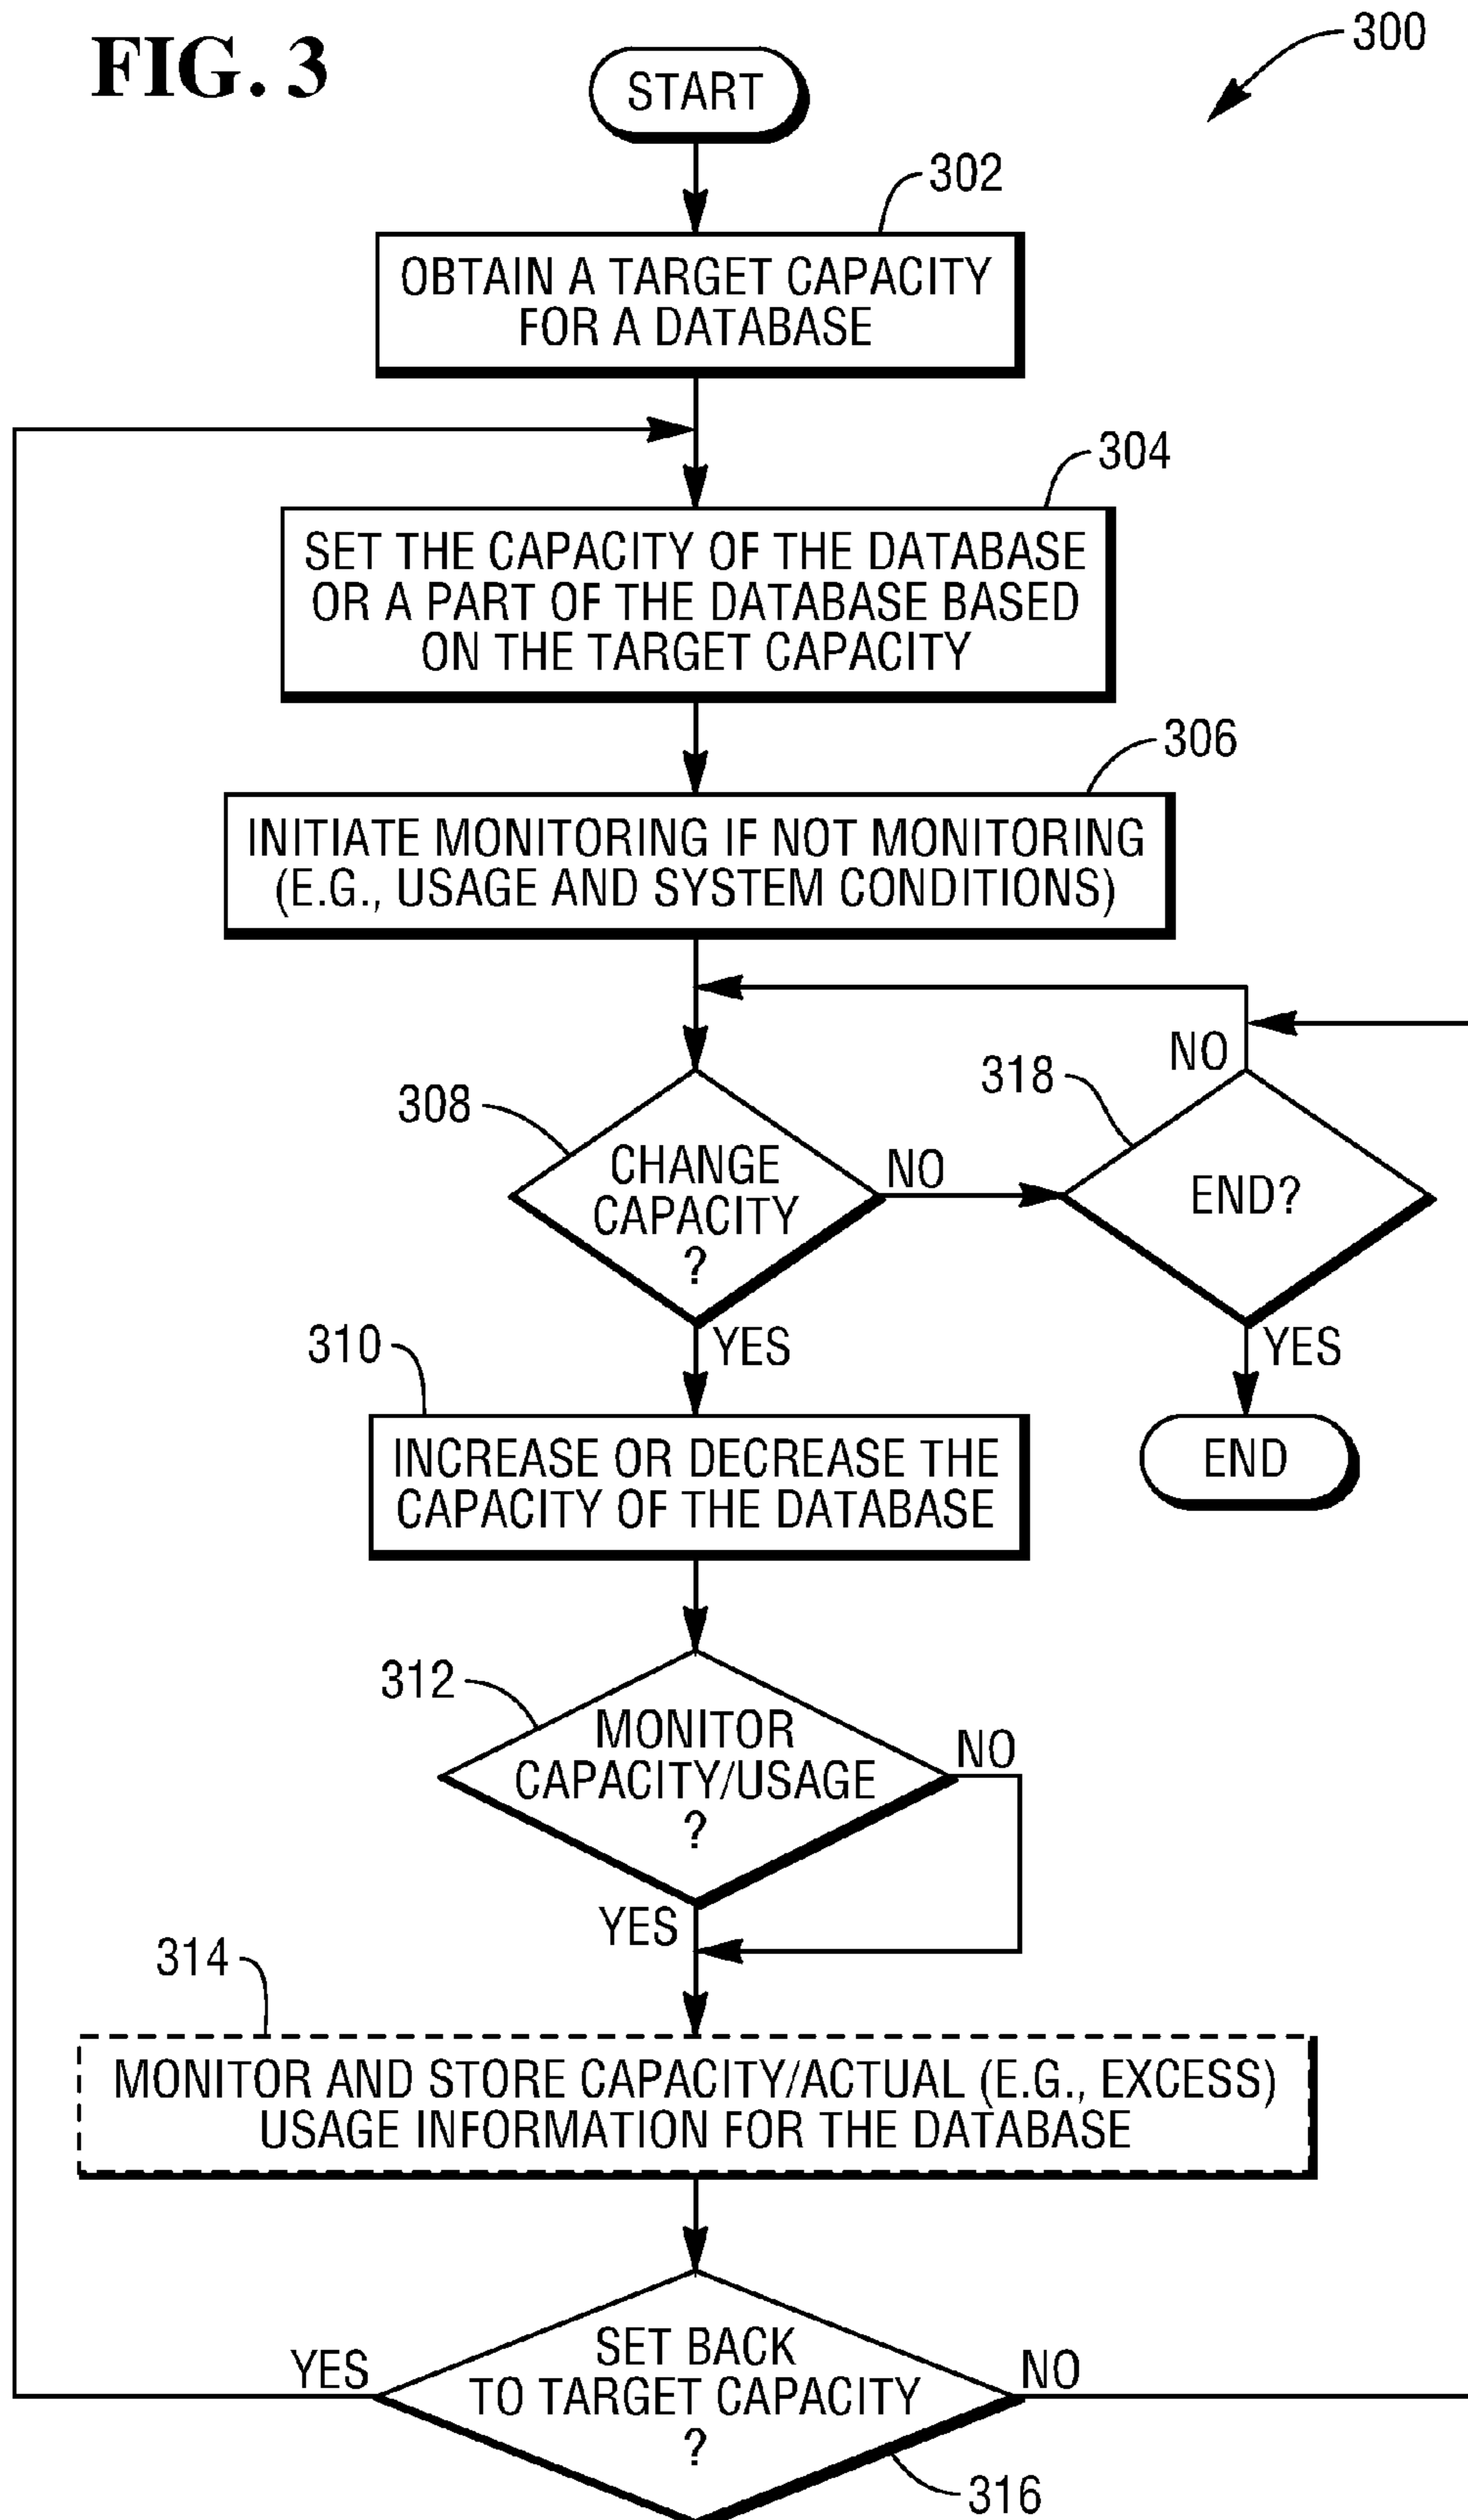 FIG. 3
300
START
302
OBTAIN A TARGET CAPACITY
FOR A DATABASE
304
SET THE CAPACITY OF THE DATABASE
OR A PART OF THE DATABASE BASED
ON THE TARGET CAPACITY
306
INITIATE MONITORING IF NOT MONITORING
(E.G., USAGE AND SYSTEM CONDITIONS)
308
CHANGE
CAPACITY
?
NO
318
NO
END?
YES
END
YES
310
INCREASE OR DECREASE THE
CAPACITY OF THE DATABASE
312
MONITOR
CAPACITY/USAGE
?
NO
YES
314
MONITOR AND STORE CAPACITY/ACTUAL (E.G., EXCESS)
USAGE INFORMATION FOR THE DATABASE
YES
SET BACK
TO TARGET CAPACITY
?
NO
316